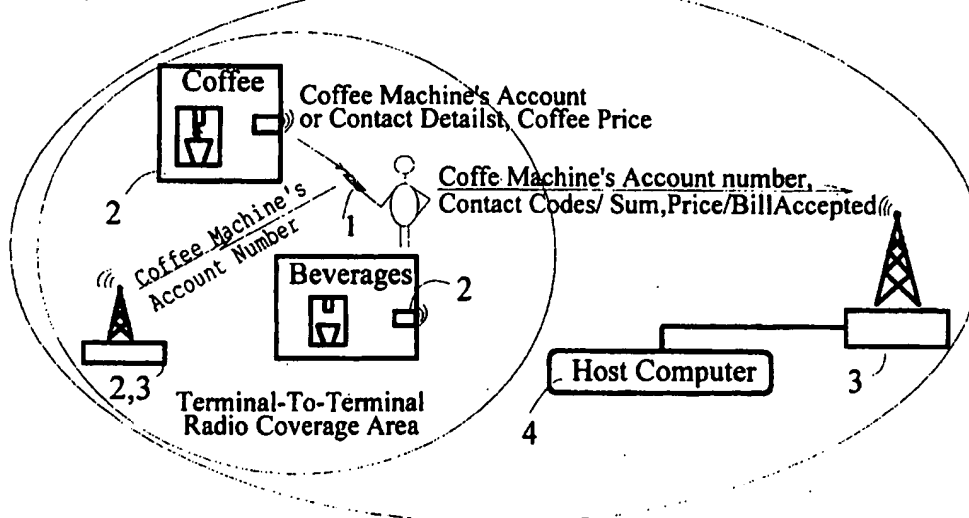 Coffee
Coffee Machine's Account
or Contact Detailst, Coffee Price
2
1
Coffe Machine's Account number,
Contact Codes/ Sum,Price/BillAccepted
Coffee Machine's
Account Number
Beverages
2
2,3
Terminal-To-Terminal
Radio Coverage Area
Host Computer
4
3